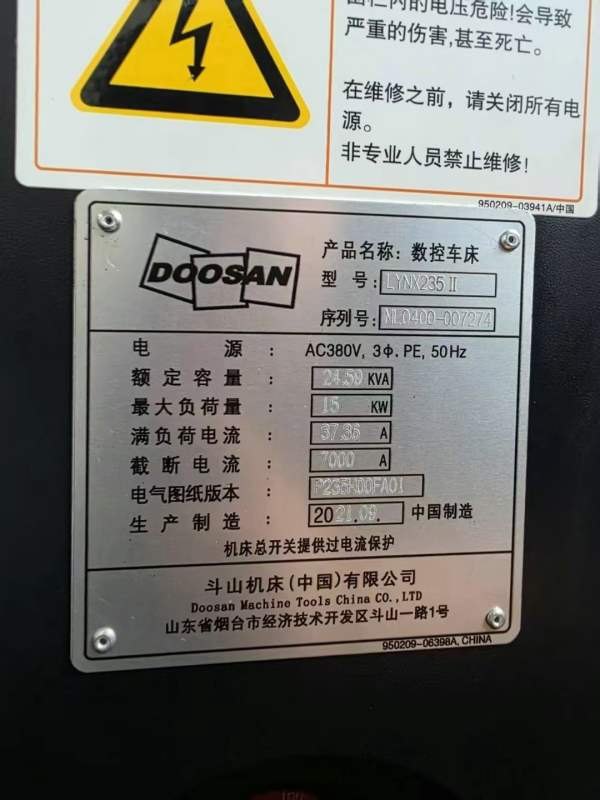 栏内的电压危险!会导致
严重的伤害,甚至死亡。
在维修之前，请关闭所有电
源。
非专业人员禁止维修!
950209-03941A/中国
DOOSAN
产品名称: 数控车床
型 号: LYNX235 II
序列号: ML0400-007274
电 源 : AC380V, 3Φ. PE, 50Hz
额定容量 : 24.59 KVA
最大负荷量 : 15 KW
满负荷电流 : 37.36 A
截断电流 : 7000 A
电气图纸版本 :
生产制造 : 2021.09. 中国制造
机床总开关提供过电流保护
斗山机床(中国)有限公司
Doosan Machine Tools China CO.,LTD
山东省烟台市经济技术开发区斗山一路1号
950209-06398A, CHINA